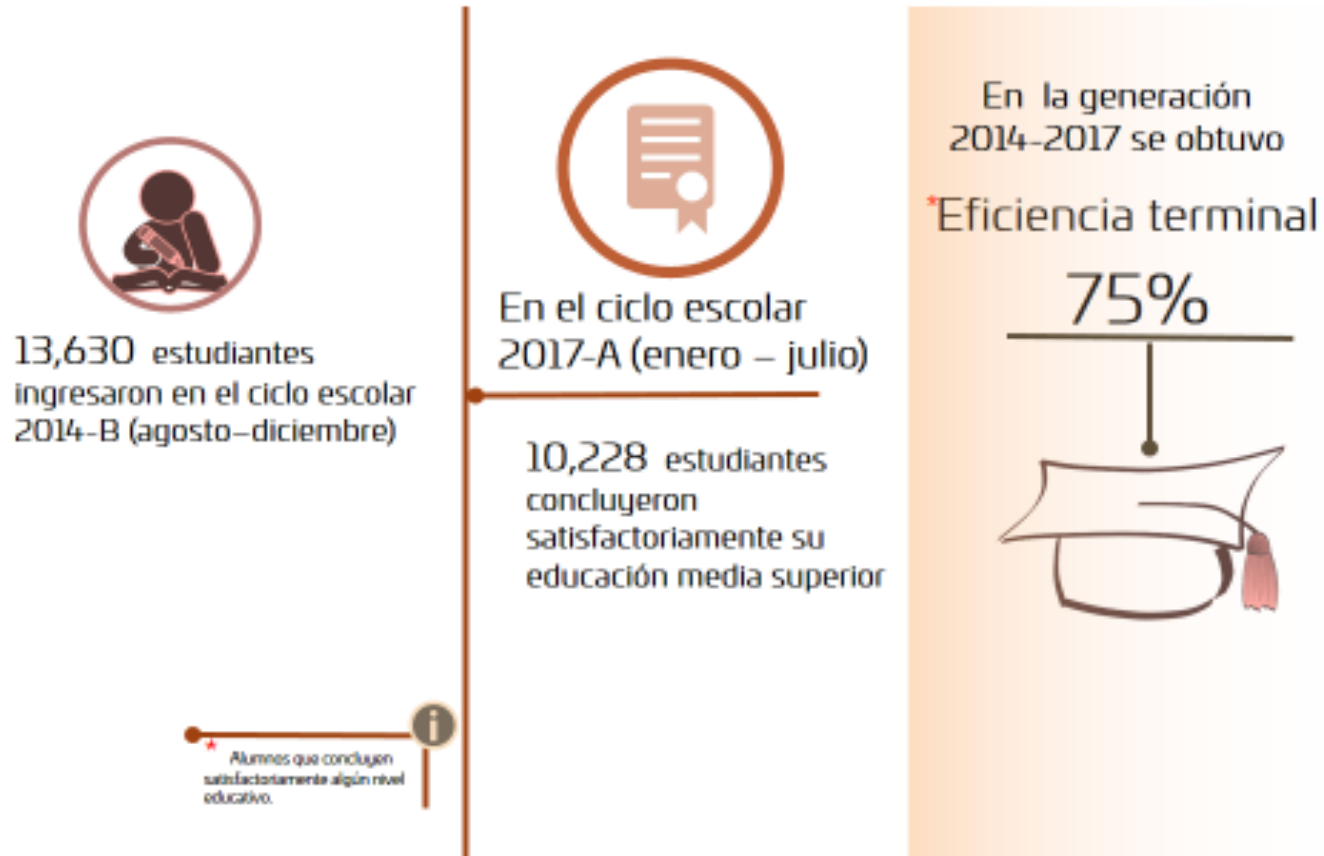 13,630 estudiantes
ingresaron en el ciclo escolar
2014-B (agosto–diciembre)
En el ciclo escolar
2017-A (enero – julio)
10,228 estudiantes
concluyeron
satisfactoriamente su
educación media superior
En la generación
2014-2017 se obtuvo
*Eficiencia terminal
75%
i
* Alumnos que concluyen
satisfactoriamente algún nivel
educativo.